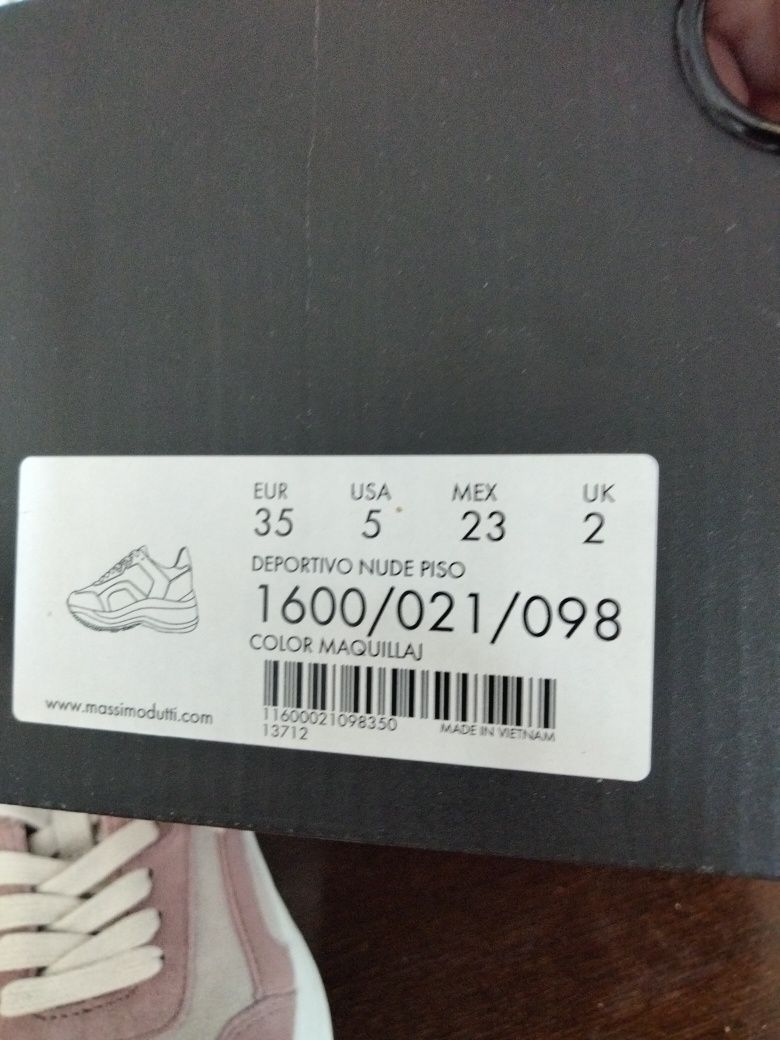 EUR USA MEX UK
35 5 23 2
DEPORTIVO NUDE PISO
1600/021/098
COLOR MAQUILLAJ
11600021098350
13712
MADE IN VIETNAM
www.massimodutti.com